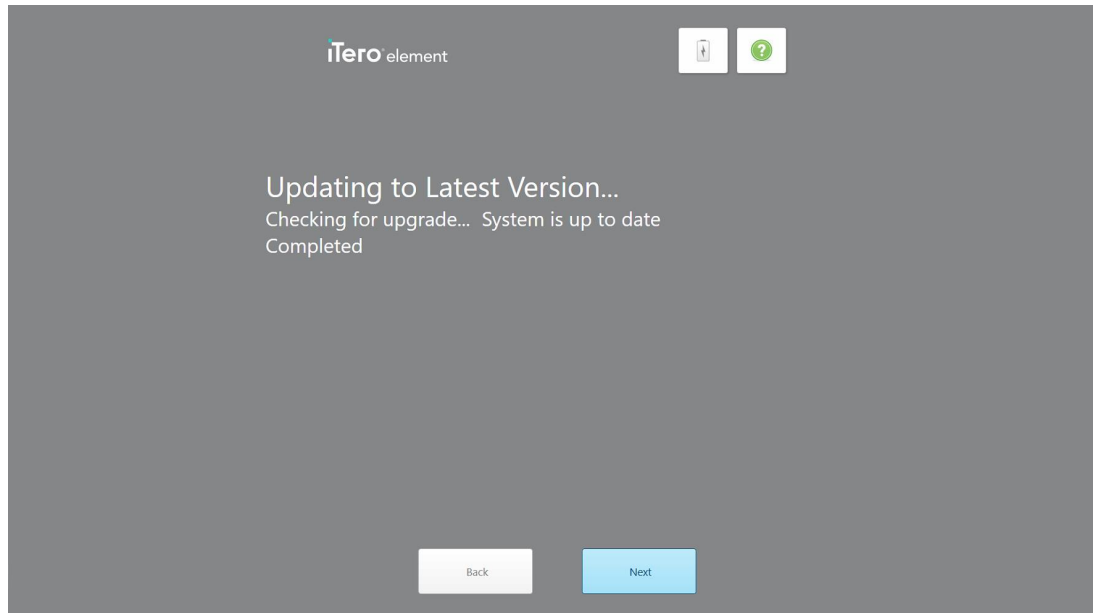 iTero element
?
Updating to Latest Version...
Checking for upgrade... System is up to date
Completed
Back
Next